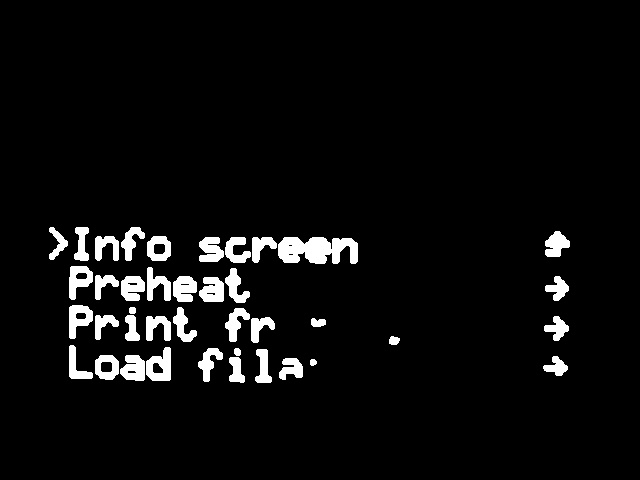 >Info screen
Preheat →
Print fr →
Load fila →